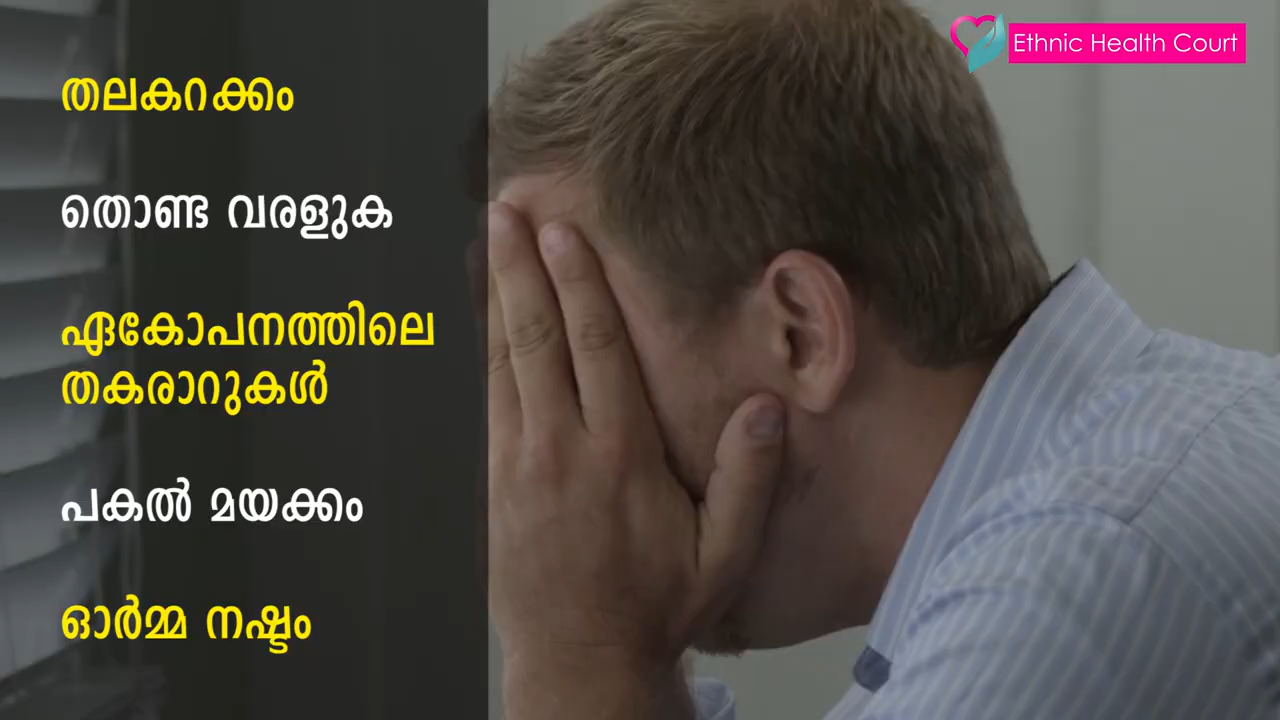 Ethnic Health Court
തലകറക്കം
തൊണ്ട വരളുക
ഏകോപനത്തിലെ
തകരാറുകൾ
പകൽ മയക്കം
ഓർമ്മ നഷ്ടം